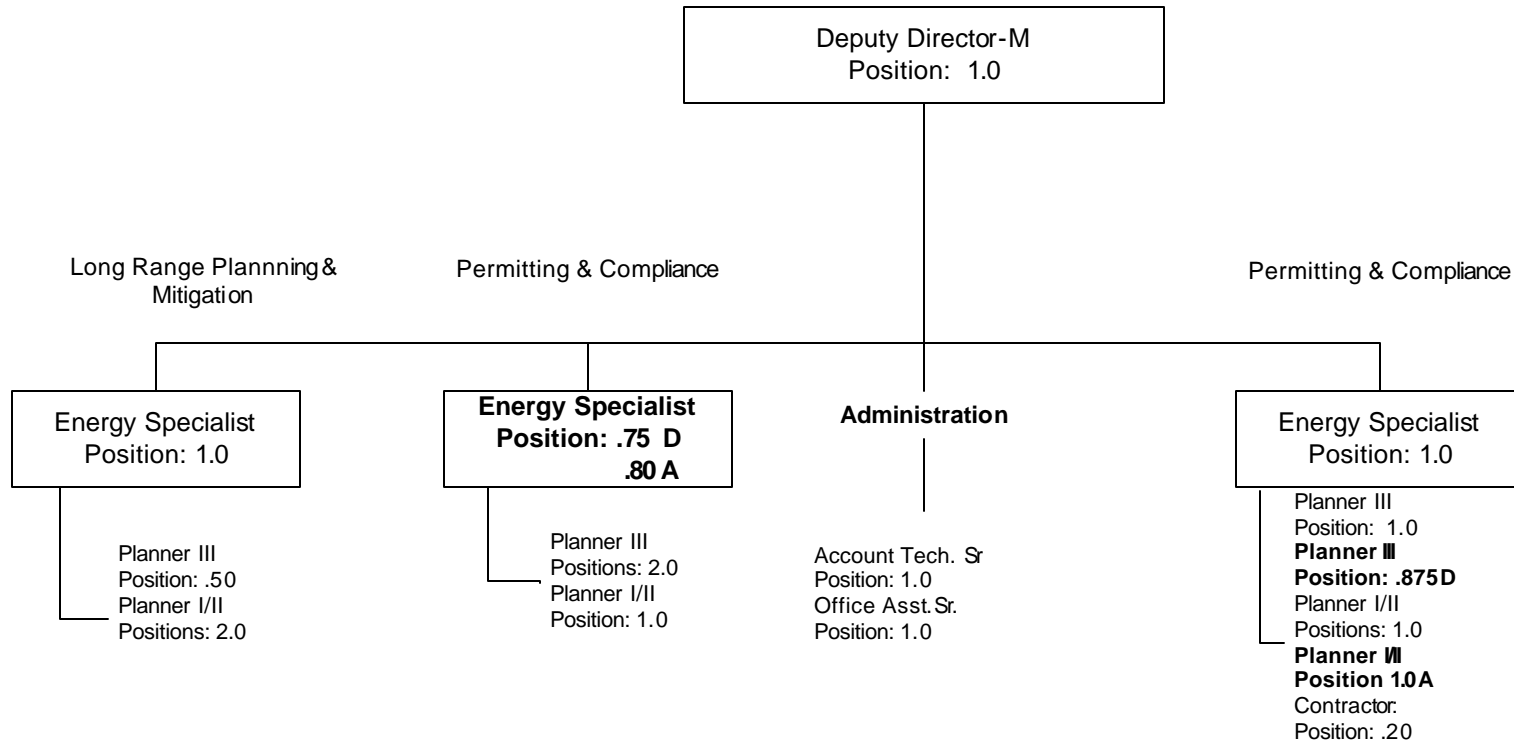 Deputy Director-M
Position: 1.0
Long Range Plannning &
Mitigation
Permitting & Compliance
Permitting & Compliance
Energy Specialist
Position: 1.0
Energy Specialist
Position: .75 D
.80 A
Administration
Energy Specialist
Position: 1.0
Planner III
Position: .50
Planner I/II
Positions: 2.0
Planner III
Positions: 2.0
Planner I/II
Position: 1.0
Account Tech. Sr
Position: 1.0
Office Asst. Sr.
Position: 1.0
Planner III
Position: 1.0
Planner III
Position: .875 D
Planner I/II
Positions: 1.0
Planner I/II
Position 1.0 A
Contractor:
Position: .20